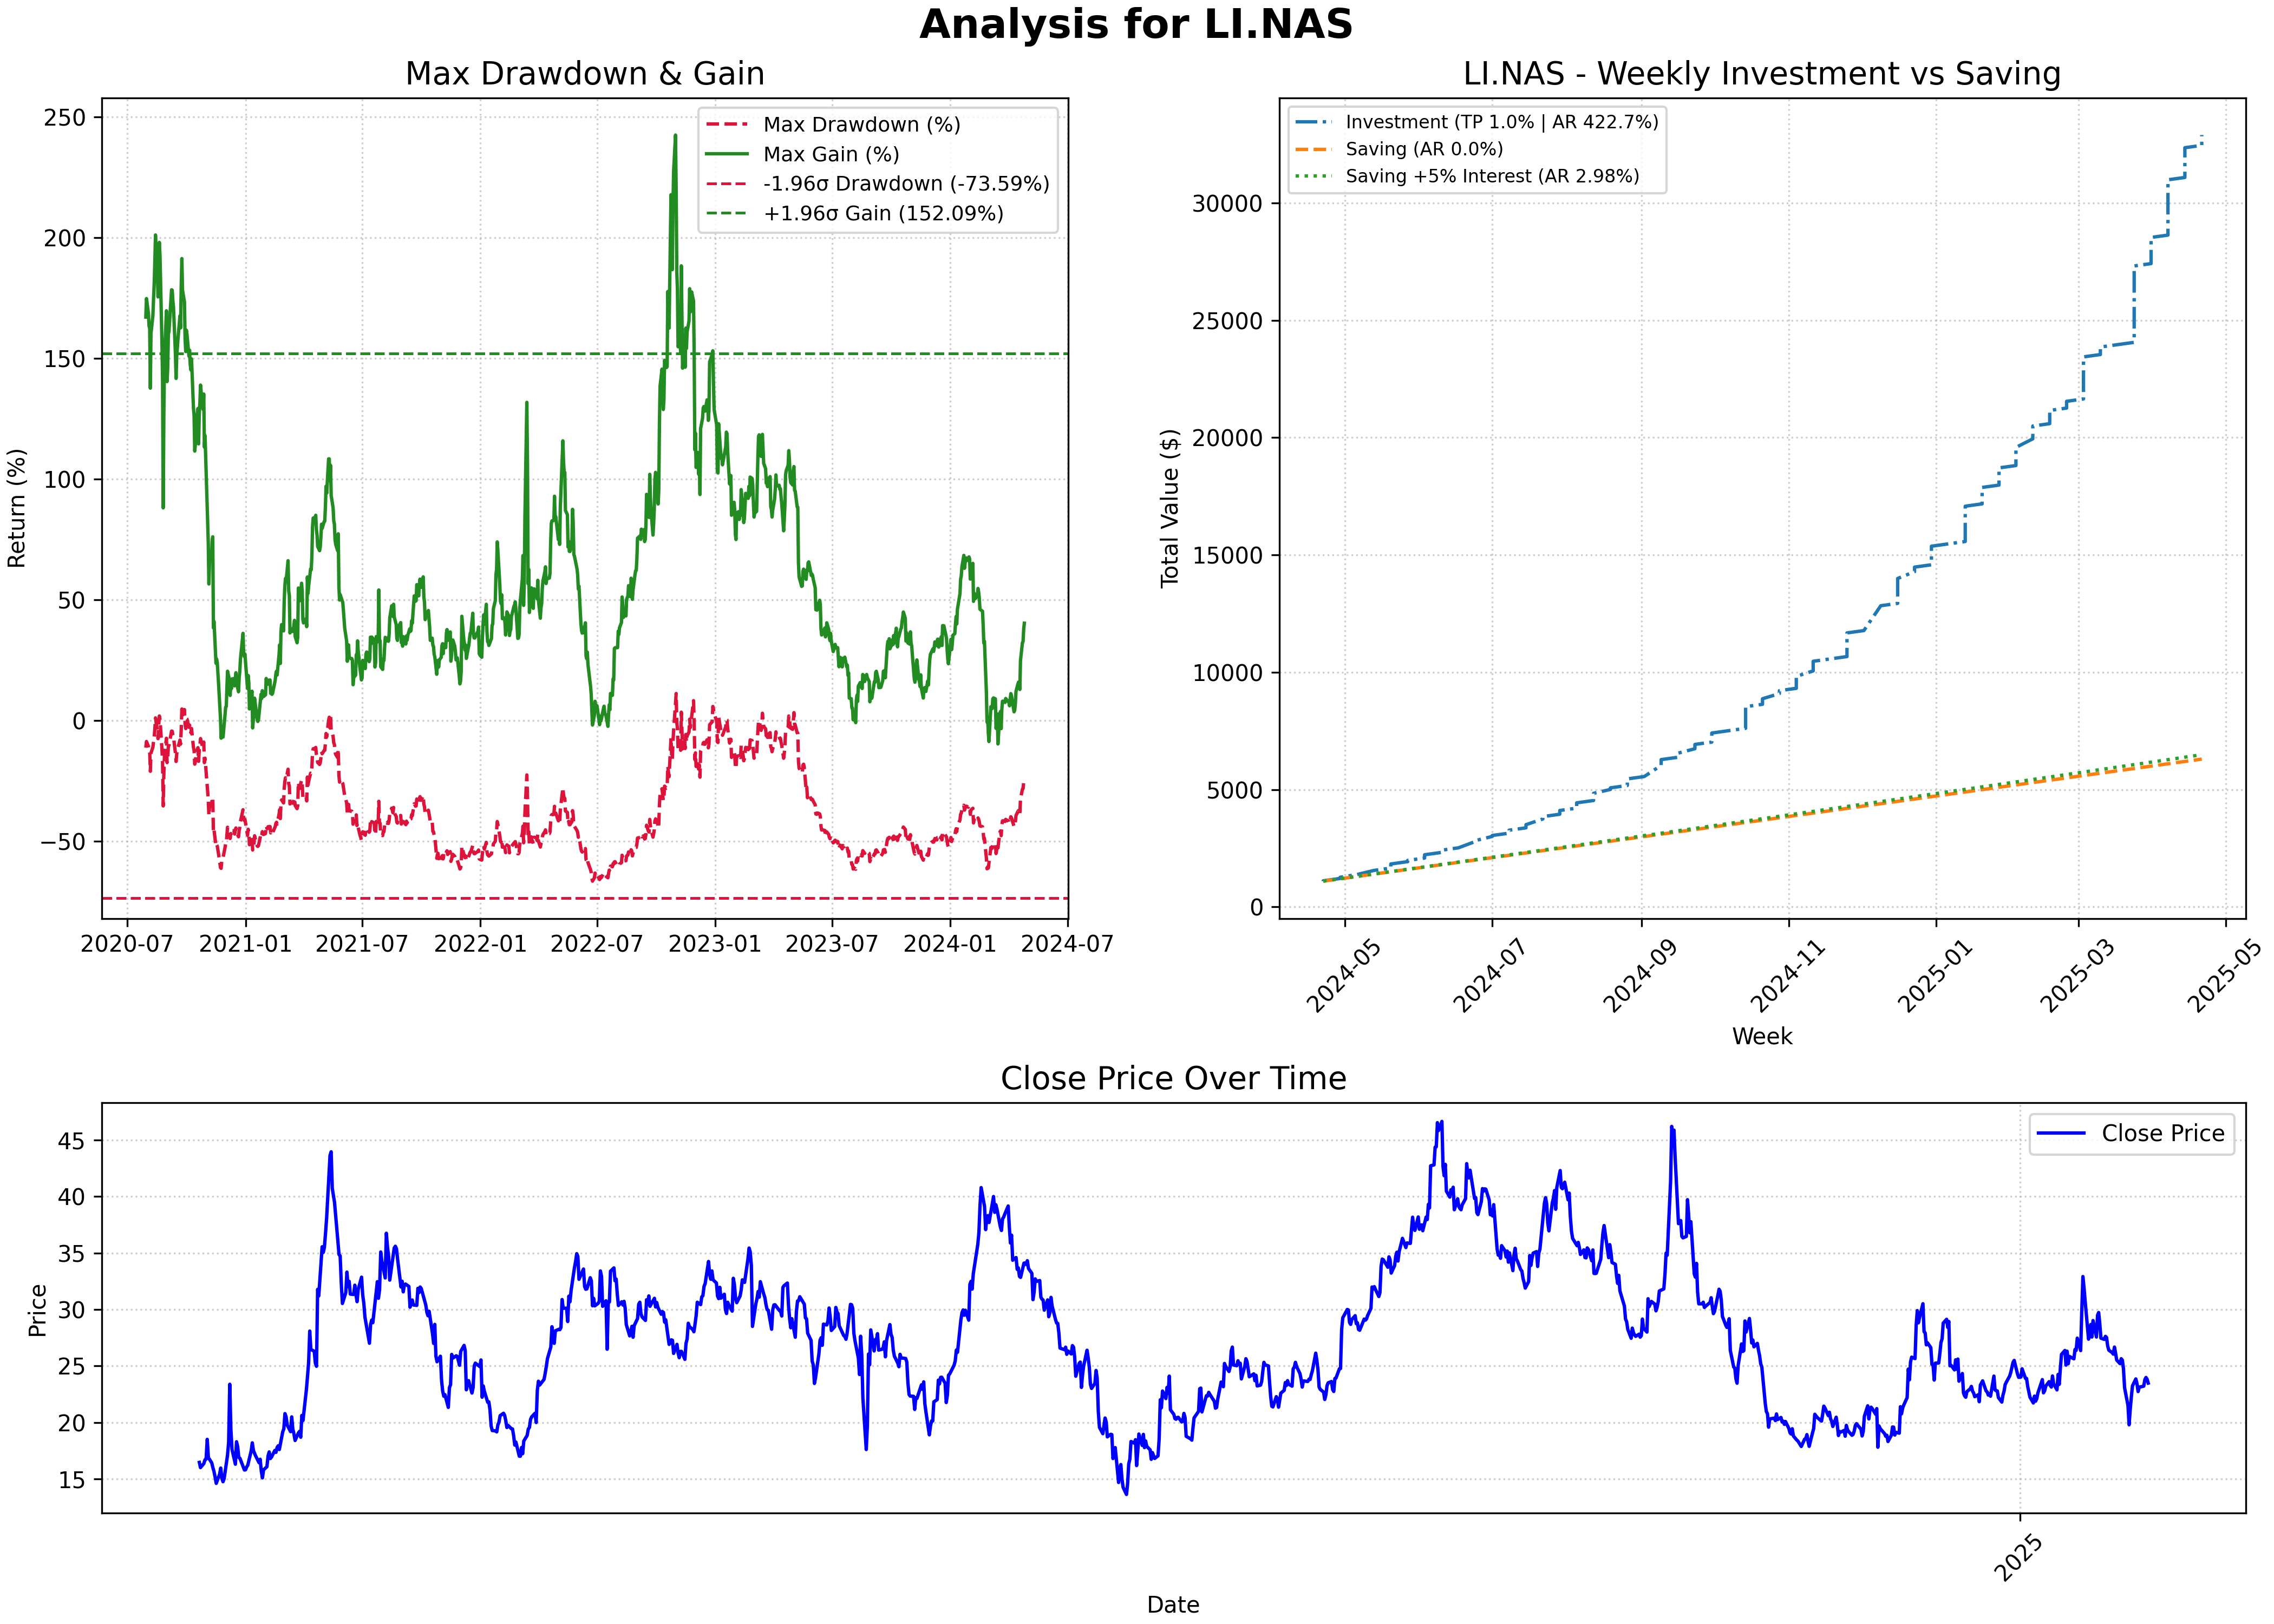 Analysis for LI.NAS
Max Drawdown & Gain
Return (%)
250
200
150
100
50
0
−50
Max Drawdown (%)
Max Gain (%)
-1.96σ Drawdown (-73.59%)
+1.96σ Gain (152.09%)
2020-07 2021-01 2021-07 2022-01 2022-07 2023-01 2023-07 2024-01 2024-07
LI.NAS - Weekly Investment vs Saving
Total Value ($)
30000
25000
20000
15000
10000
5000
0
Investment (TP 1.0% | AR 422.7%)
Saving (AR 0.0%)
Saving +5% Interest (AR 2.98%)
2024-05 2024-07 2024-09 2024-11 2025-01 2025-03 2025-05
Week
Close Price Over Time
Price
45
40
35
30
25
20
15
Close Price
2025
Date